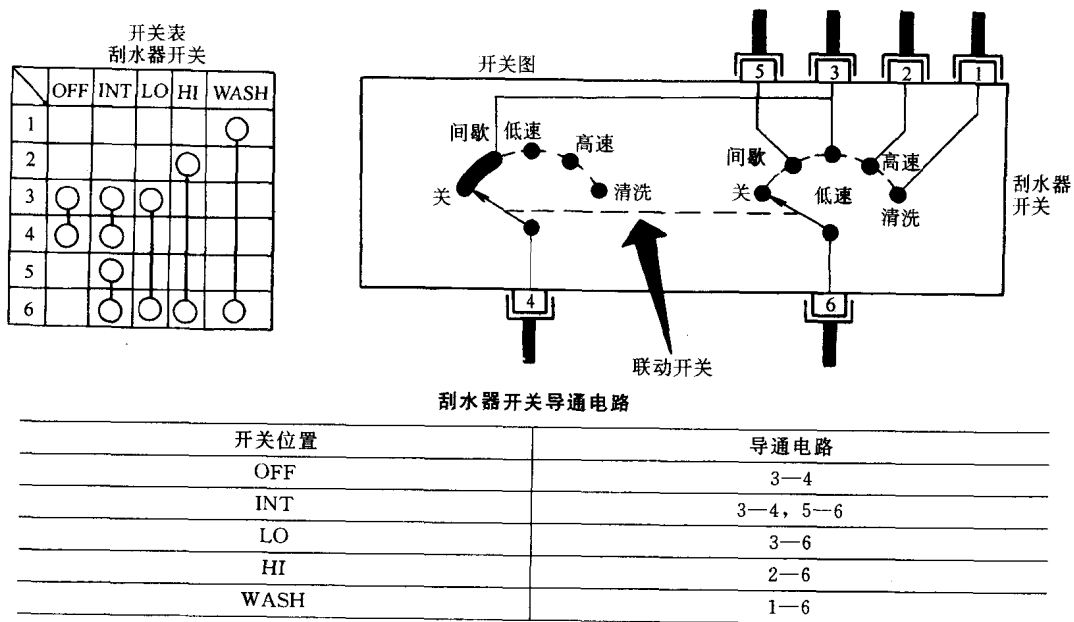 开关表
刮水器开关
OFF INT LO HI WASH
1
2
3
4
5
6
开关图
5 3 2 1
间歇 低速 高速
关 清洗
间歇 高速
关 低速
清洗
刮水器
开关
4
6
联动开关
刮水器开关导通电路
开关位置 导通电路
OFF 3—4
INT 3—4，5—6
LO 3—6
HI 2—6
WASH 1—6